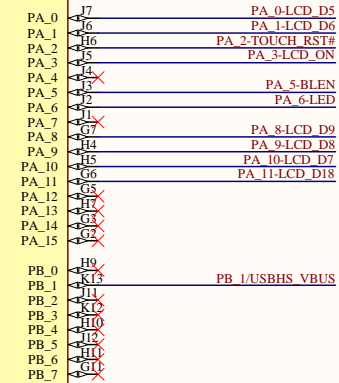 PA_0 J7 PA_0-LCD_D5
PA_1 J6 PA_1-LCD_D6
PA_2 H6 PA_2-TOUCH_RST#
PA_3 J5 PA_3-LCD_ON
PA_4 J4
PA_5 J3 PA_5-BLEN
PA_6 J2 PA_6-LED
PA_7 J1
PA_8 G7 PA_8-LCD_D9
PA_9 H4 PA_9-LCD_D8
PA_10 H5 PA_10-LCD_D7
PA_11 G6 PA_11-LCD_D18
PA_12 G5
PA_13 H7
PA_14 G3
PA_15 G2
PB_0 H9
PB_1 K13 PB_1/USBHS_VBUS
PB_2 J11
PB_3 K12
PB_4 H10
PB_5 J12
PB_6 H11
PB_7 G11